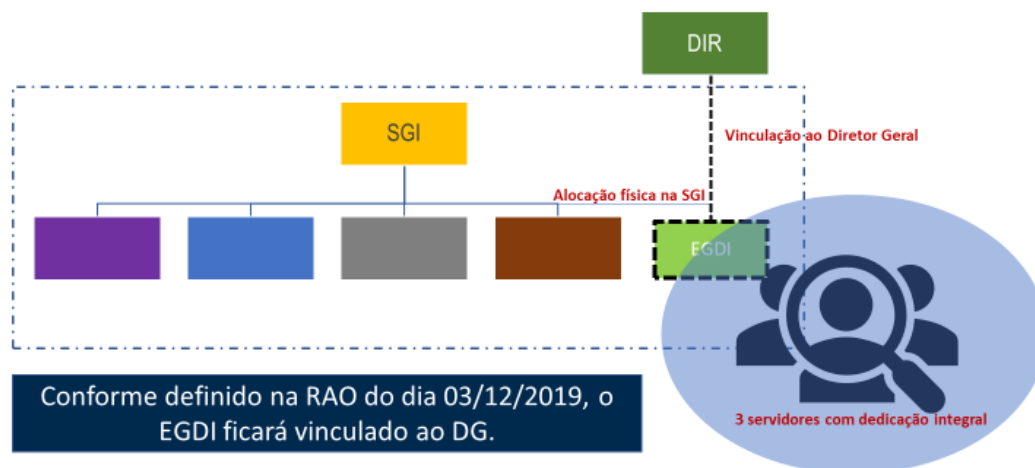 DIR
SGI
Vinculação ao Diretor Geral
Alocação física na SGI
EGDI
Conforme definido na RAO do dia 03/12/2019, o
EGDI ficará vinculado ao DG.
3 servidores com dedicação integral